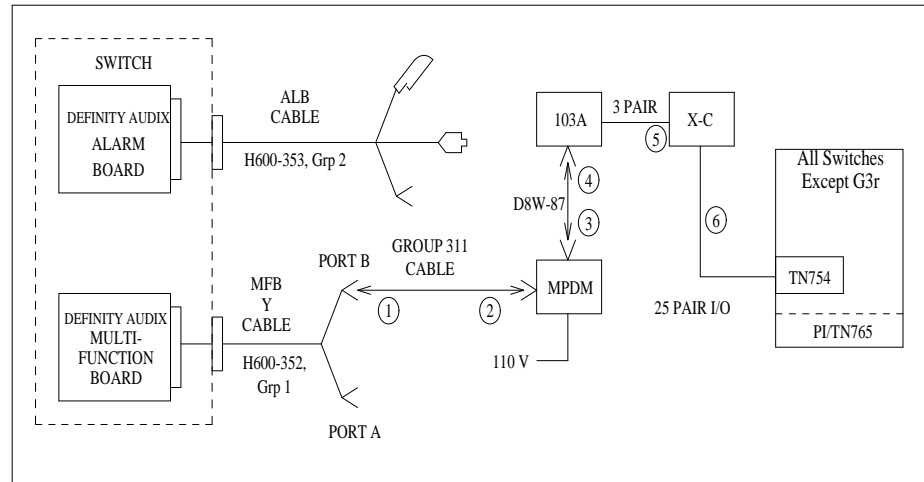 SWITCH
DEFINITY AUDIX
ALARM
BOARD
ALB
CABLE
H600-353, Grp 2
DEFINITY AUDIX
MULTI-
FUNCTION
BOARD
MFB
Y
CABLE
H600-352,
Grp 1
PORT B
PORT A
GROUP 311
CABLE
1
2
MPDM
110 V
3
D8W-87
4
103A
3 PAIR
5
X-C
6
25 PAIR I/O
All Switches
Except G3r
TN754
PI/TN765